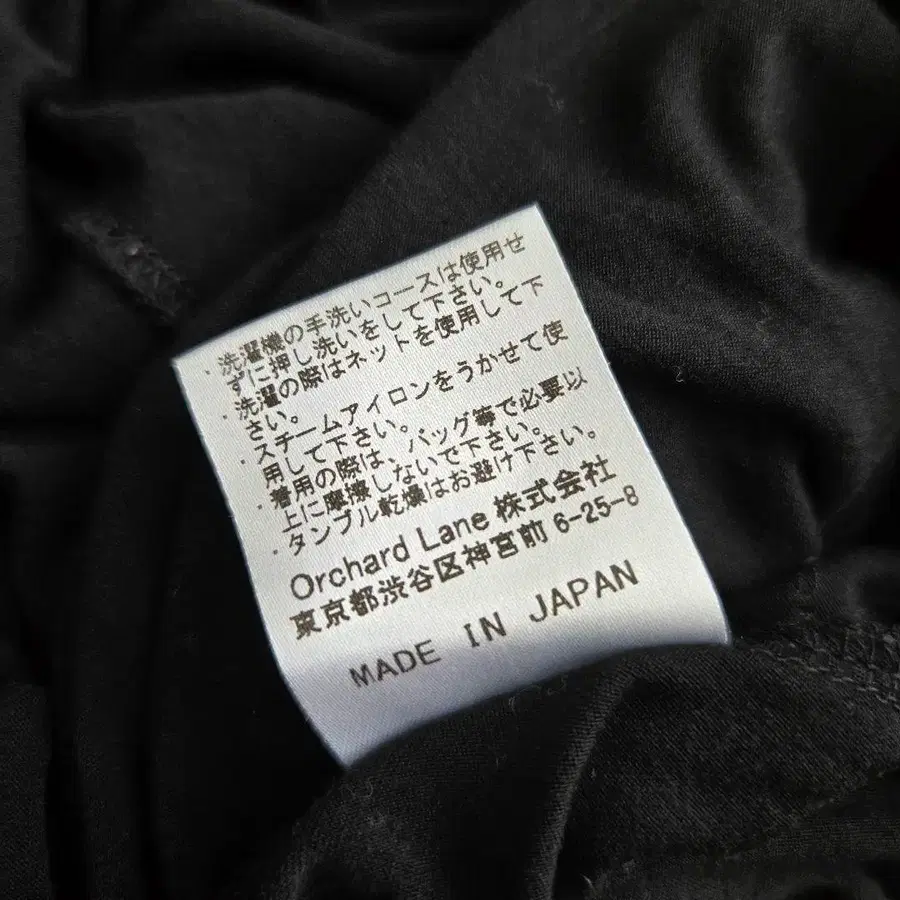 ・洗濯機の手洗いコースは使用せ
ずに押し洗いをして下さい。
・洗濯の際はネットを使用して下
さい。
・スチームアイロンをうかせて使
用して下さい。
・着用の際は、バッグ等で必要以
上に摩擦しないで下さい。
・タンブル乾燥はお避け下さい。
Orchard Lane 株式会社
東京都渋谷区神宮前 6-25-8
MADE IN JAPAN